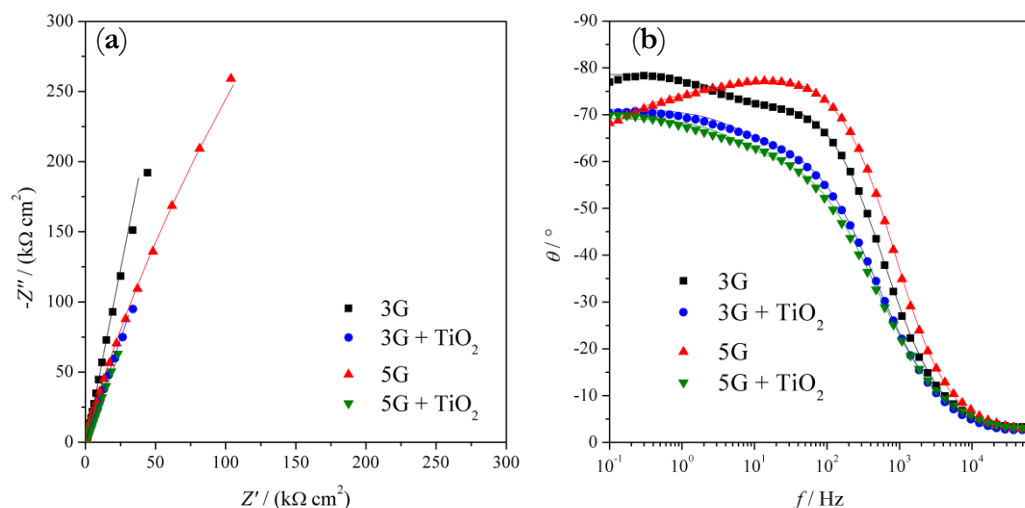 (a)
300
250
200
150
100
50
0
-Z'' / (kΩ cm²)
0 50 100 150 200 250 300
Z' / (kΩ cm²)
3G
3G + TiO₂
5G
5G + TiO₂
(b)
-90
-80
-70
-60
-50
-40
-30
-20
-10
0
θ / °
10⁻¹ 10⁰ 10¹ 10² 10³ 10⁴
f / Hz
3G
3G + TiO₂
5G
5G + TiO₂